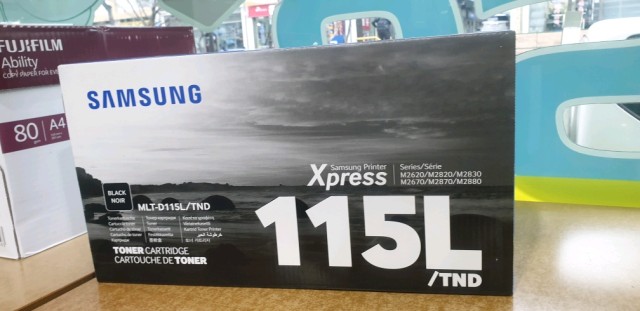 FUJIFILM
Ability
80
A4
SAMSUNG
Samsung Printer
Xpress
Series/Série
M2620/M2820/M2830
M2670/M2870/M2880
BLACK
NOIR
MLT-D115L/TND
115L
/TND
TONER CARTRIDGE
CARTOUCHE DE TONER